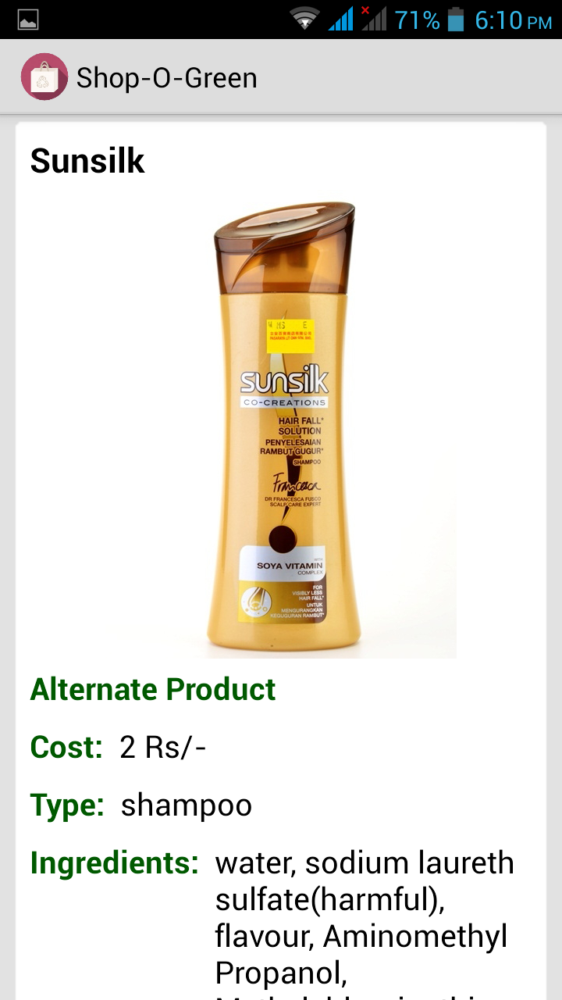 71% 6:10 PM
Shop-O-Green
Sunsilk
sunsilk
CO-CREATIONS
HAIR FALL*
SOLUTION
PENYELESAIAN
RAMBUT GUGUR*
SHAMPOO
Francesca
DR FRANCESCA FUSCO
SCALP CARE EXPERT
WITH
SOYA VITAMIN
COMPLEX
FOR
VISIBLY LESS
HAIR FALL*
UNTUK
MENGURANGKAN
KEGUGURAN RAMBUT*
Alternate Product
Cost: 2 Rs/-
Type: shampoo
Ingredients: water, sodium laureth
sulfate(harmful),
flavour, Aminomethyl
Propanol,